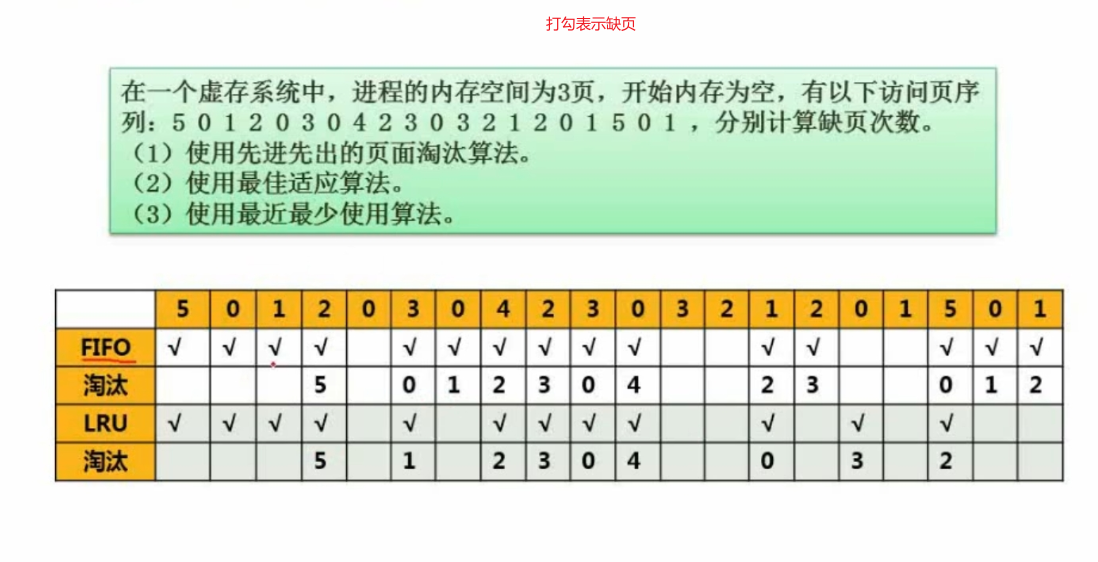 打勾表示缺页
在一个虚存系统中，进程的内存空间为3页，开始内存为空，有以下访问页序
列：5 0 1 2 0 3 0 4 2 3 0 3 2 1 2 0 1 5 0 1 ，分别计算缺页次数。
（1）使用先进先出的页面淘汰算法。
（2）使用最佳适应算法。
（3）使用最近最少使用算法。
5 0 1 2 0 3 0 4 2 3 0 3 2 1 2 0 1 5 0 1
FIFO √ √ √ √ √ √ √ √ √ √ √ √ √ √ √
淘汰 5 0 1 2 3 0 4 2 3 0 1 2
LRU √ √ √ √ √ √ √ √ √ √ √ √
淘汰 5 1 2 3 0 4 0 3 2